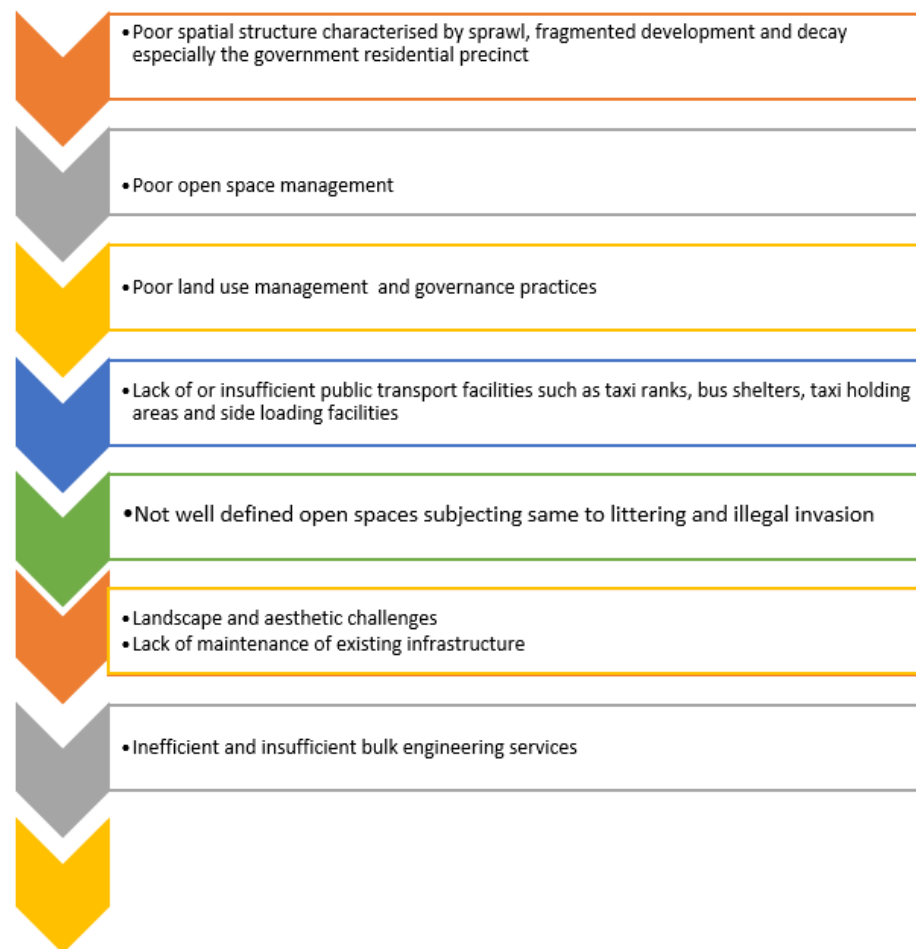 •Poor spatial structure characterised by sprawl, fragmented development and decay
especially the government residential precinct
•Poor open space management
•Poor land use management  and governance practices
•Lack of or insufficient public transport facilities such as taxi ranks, bus shelters, taxi holding
areas and side loading facilities
•Not well defined open spaces subjecting same to littering and illegal invasion
•Landscape and aesthetic challenges
•Lack of maintenance of existing infrastructure
•Inefficient and insufficient bulk engineering services